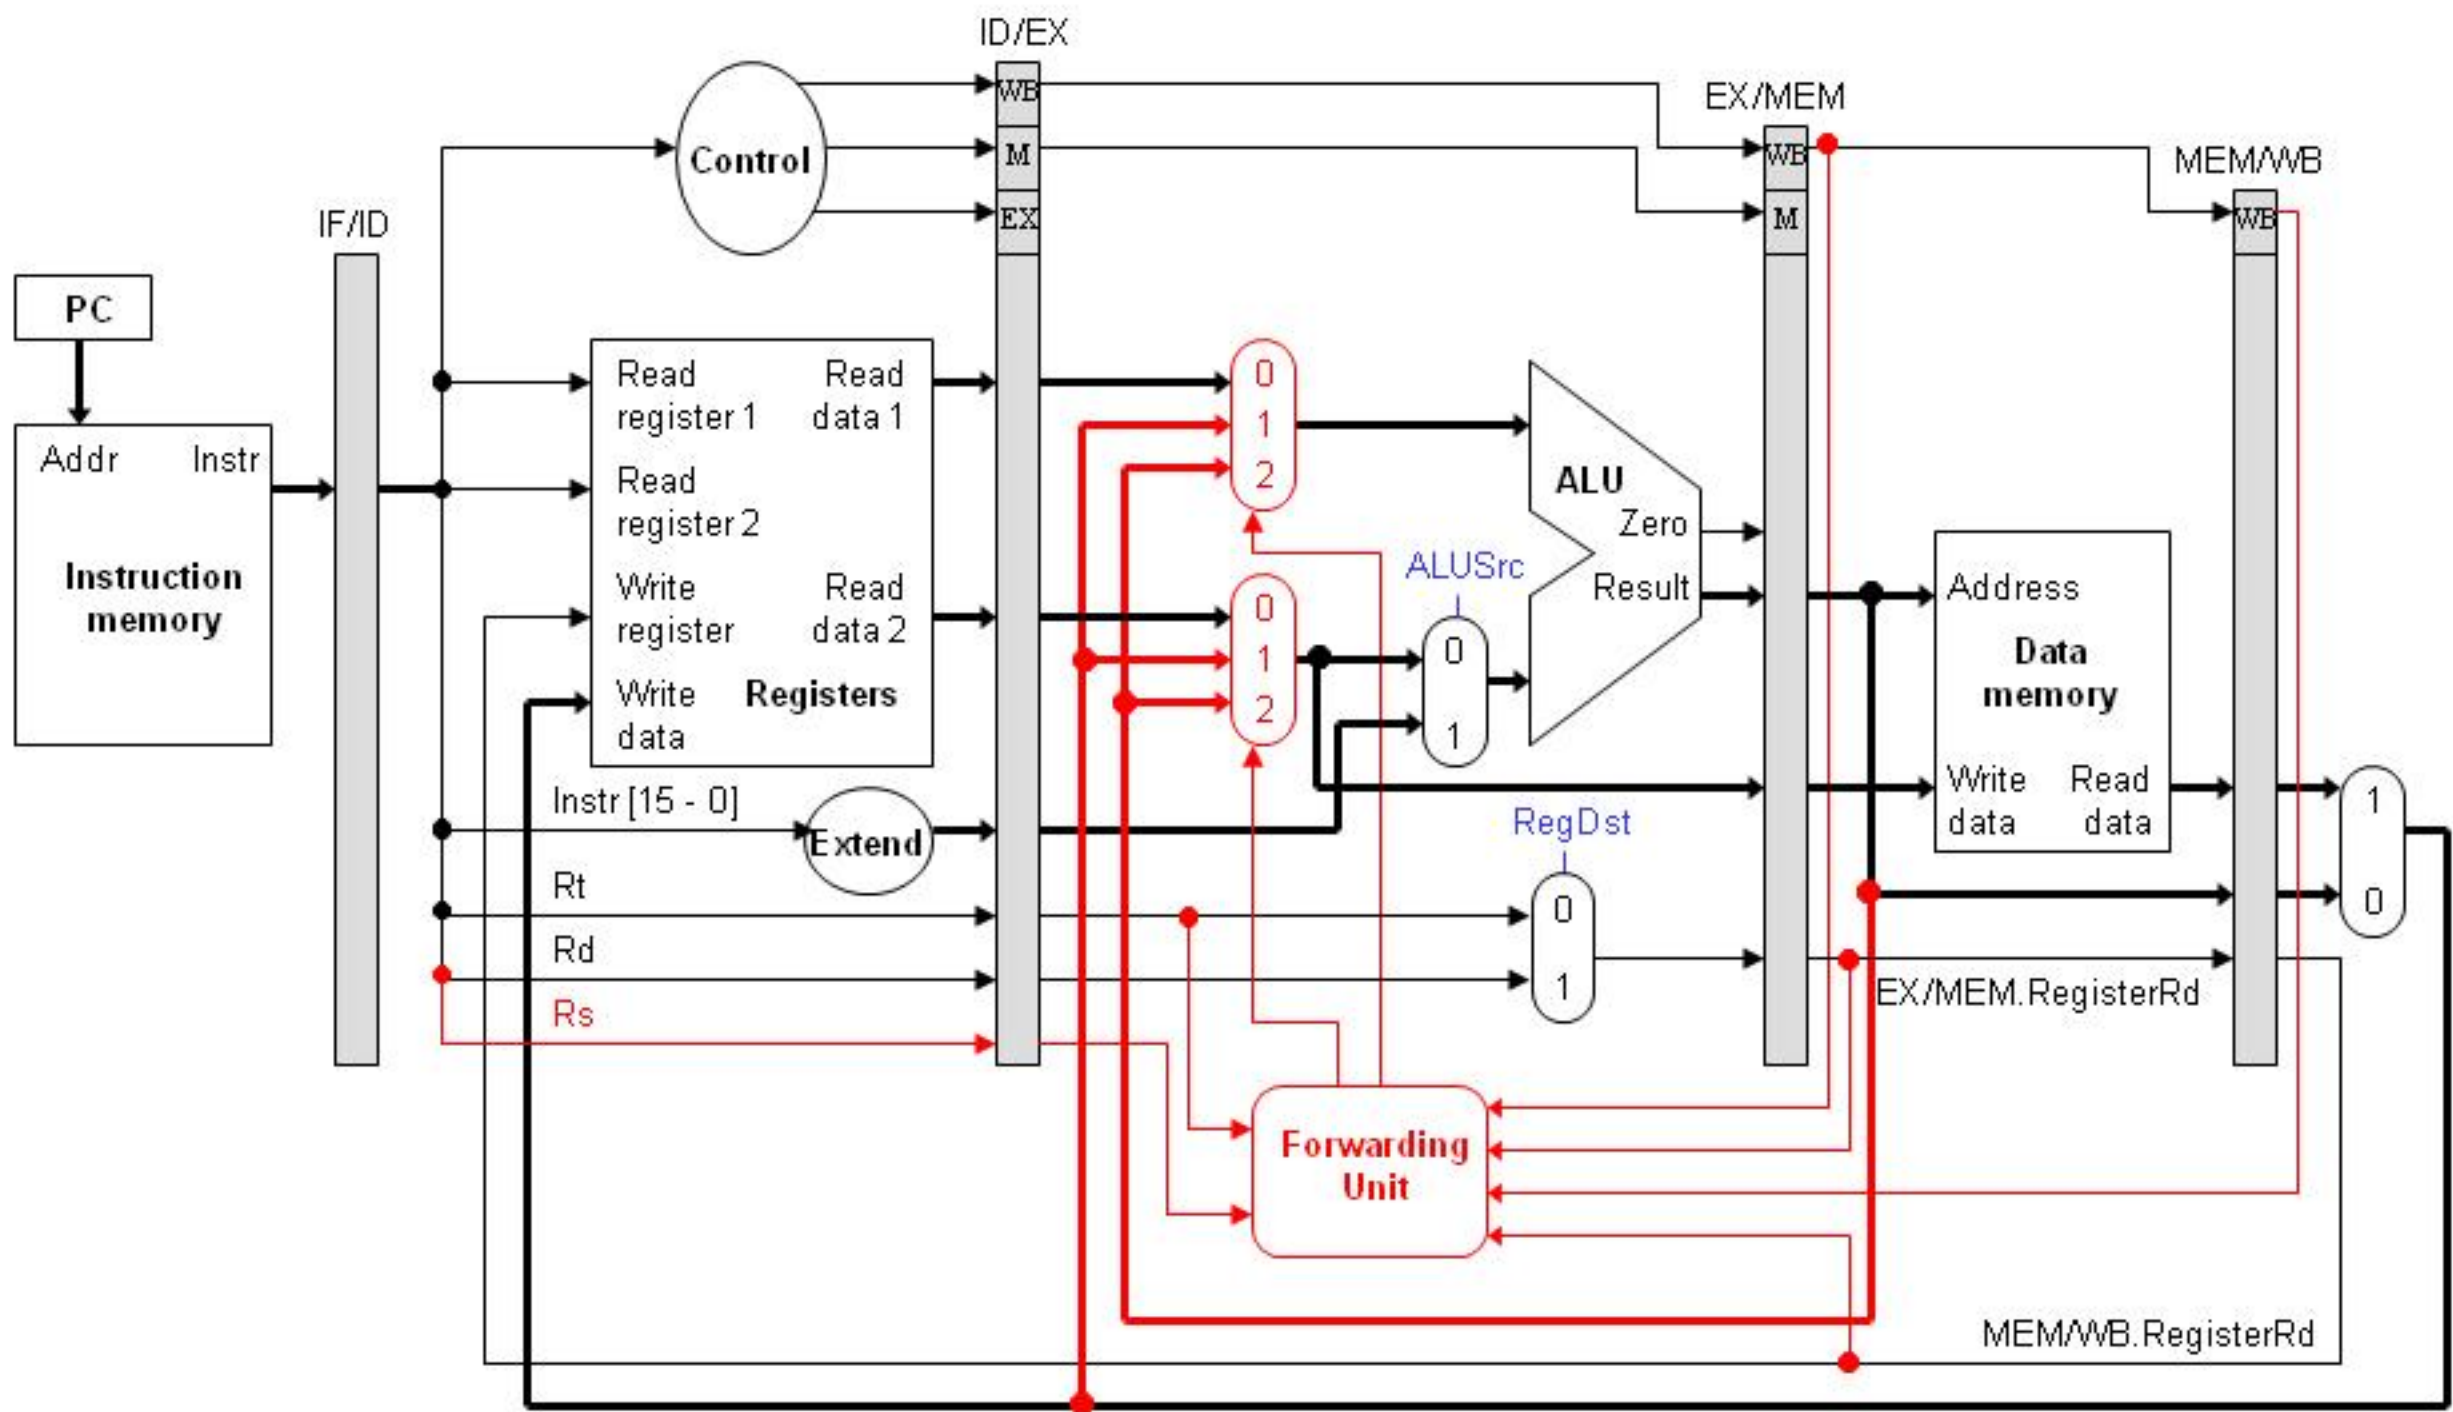 ID/EX
EX/MEM
MEM/WB
IF/ID
WB
M
EX
Control
WB
M
WB
PC
Addr Instr
Instruction
memory
Read
register 1
Read
data 1
Read
register 2
Write
register
Read
data 2
Write
data
Registers
Instr [15 - 0]
Extend
Rt
Rd
Rs
0
1
2
0
1
2
ALUSrc
0
1
ALU
Zero
Result
RegDst
0
1
Address
Data
memory
Write
data
Read
data
1
0
EX/MEM.RegisterRd
Forwarding
Unit
MEM/WB.RegisterRd